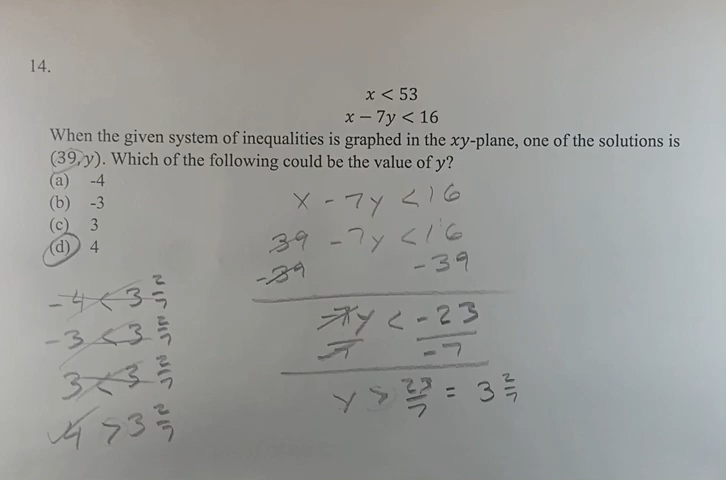 14.
x < 53
x − 7y < 16
When the given system of inequalities is graphed in the xy-plane, one of the solutions is
(39, y). Which of the following could be the value of y?
(a) -4
(b) -3
(c) 3
(d) 4
x - 7y < 16
39 - 7y < 16
-39 -39
-7y < -23
-7 -7
y > 23/7 = 3 2/7
-4 < 3 2/7
-3 < 3 2/7
3 < 3 2/7
4 > 3 2/7